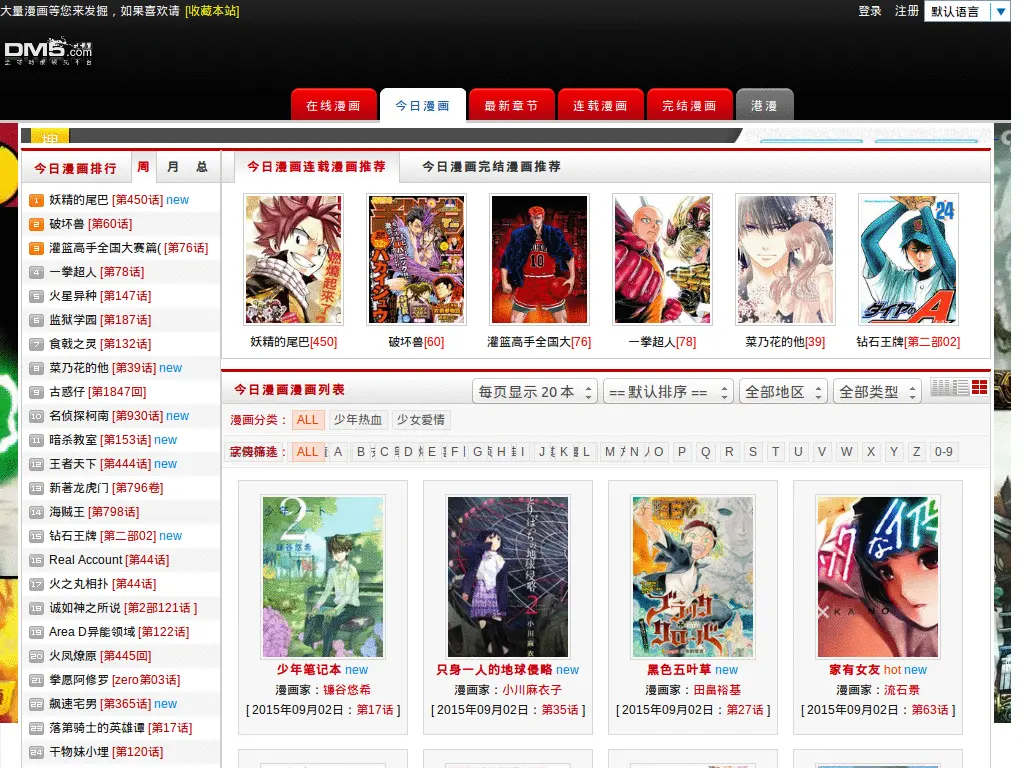 大量漫画等您来发掘，如果喜欢请 [收藏本站]
登录 注册 默认语言
DM5.com
在线漫画 今日漫画 最新章节 连载漫画 完结漫画 港漫
今日漫画排行 周 月 总
1 妖精的尾巴 [第450话] new
2 破坏兽 [第60话]
3 灌篮高手全国大赛篇( [第76话]
4 一拳超人 [第78话]
5 火星异种 [第147话]
6 监狱学园 [第187话]
7 食戟之灵 [第132话]
8 菜乃花的他 [第39话] new
9 古惑仔 [第1847回]
10 名侦探柯南 [第930话] new
11 暗杀教室 [第153话] new
12 王者天下 [第444话] new
13 新著龙虎门 [第796卷]
14 海贼王 [第798话]
15 钻石王牌 [第二部02] new
16 Real Account [第44话]
17 火之丸相扑 [第44话]
18 诚如神之所说 [第2部121话 ]
19 Area D异能领域 [第122话]
20 火凤燎原 [第445回]
21 拳愿阿修罗 [zero第03话]
22 飙速宅男 [第365话] new
23 落第骑士的英雄谭 [第17话]
24 干物妹小埋 [第120话]
今日漫画连载漫画推荐 今日漫画完结漫画推荐
妖精的尾巴[450] 破坏兽[60] 灌篮高手全国大[76] 一拳超人[78] 菜乃花的他[39] 钻石王牌[第二部02]
今日漫画漫画列表 每页显示 20 本 == 默认排序 == 全部地区 全部类型
漫画分类： ALL 少年热血 少女爱情
ALL A B C D E F G H I J K L M N O P Q R S T U V W X Y Z 0-9
少年笔记本 new
漫画家：镰谷悠希
[ 2015年09月02日：第17话 ]
只身一人的地球侵略 new
漫画家：小川麻衣子
[ 2015年09月02日：第35话 ]
黑色五叶草 new
漫画家：田畠裕基
[ 2015年09月02日：第27话 ]
家有女友 hot new
漫画家：流石景
[ 2015年09月02日：第63话 ]